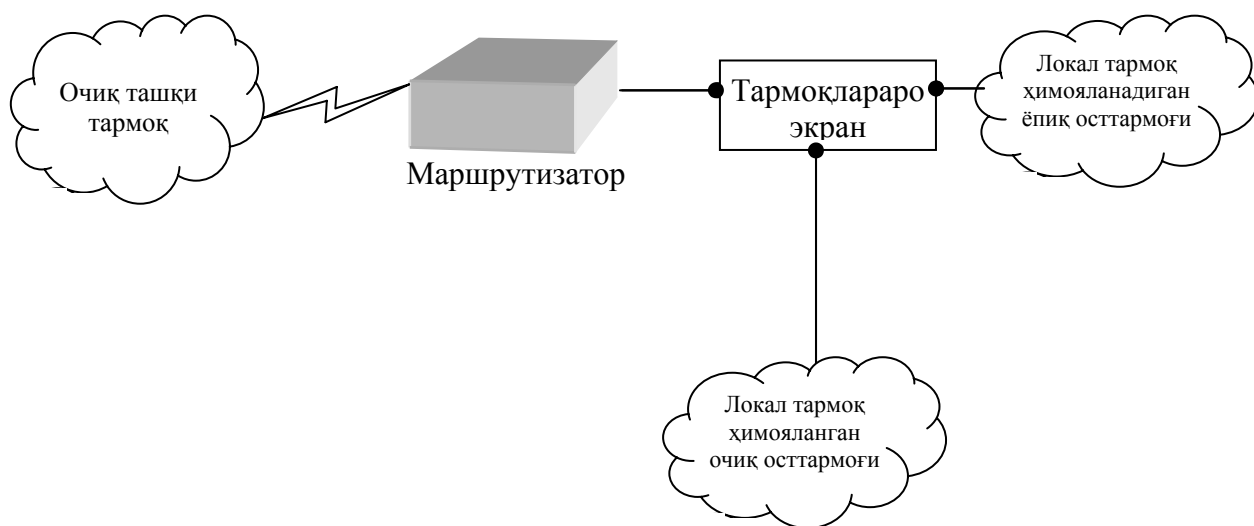 Очиқ ташқи
тармоқ
Маршрутизатор
Тармоқлараро
экран
Локал тармоқ
ҳимояланадиган
ёпиқ осттармоғи
Локал тармоқ
ҳимояланган
очиқ осттармоғи